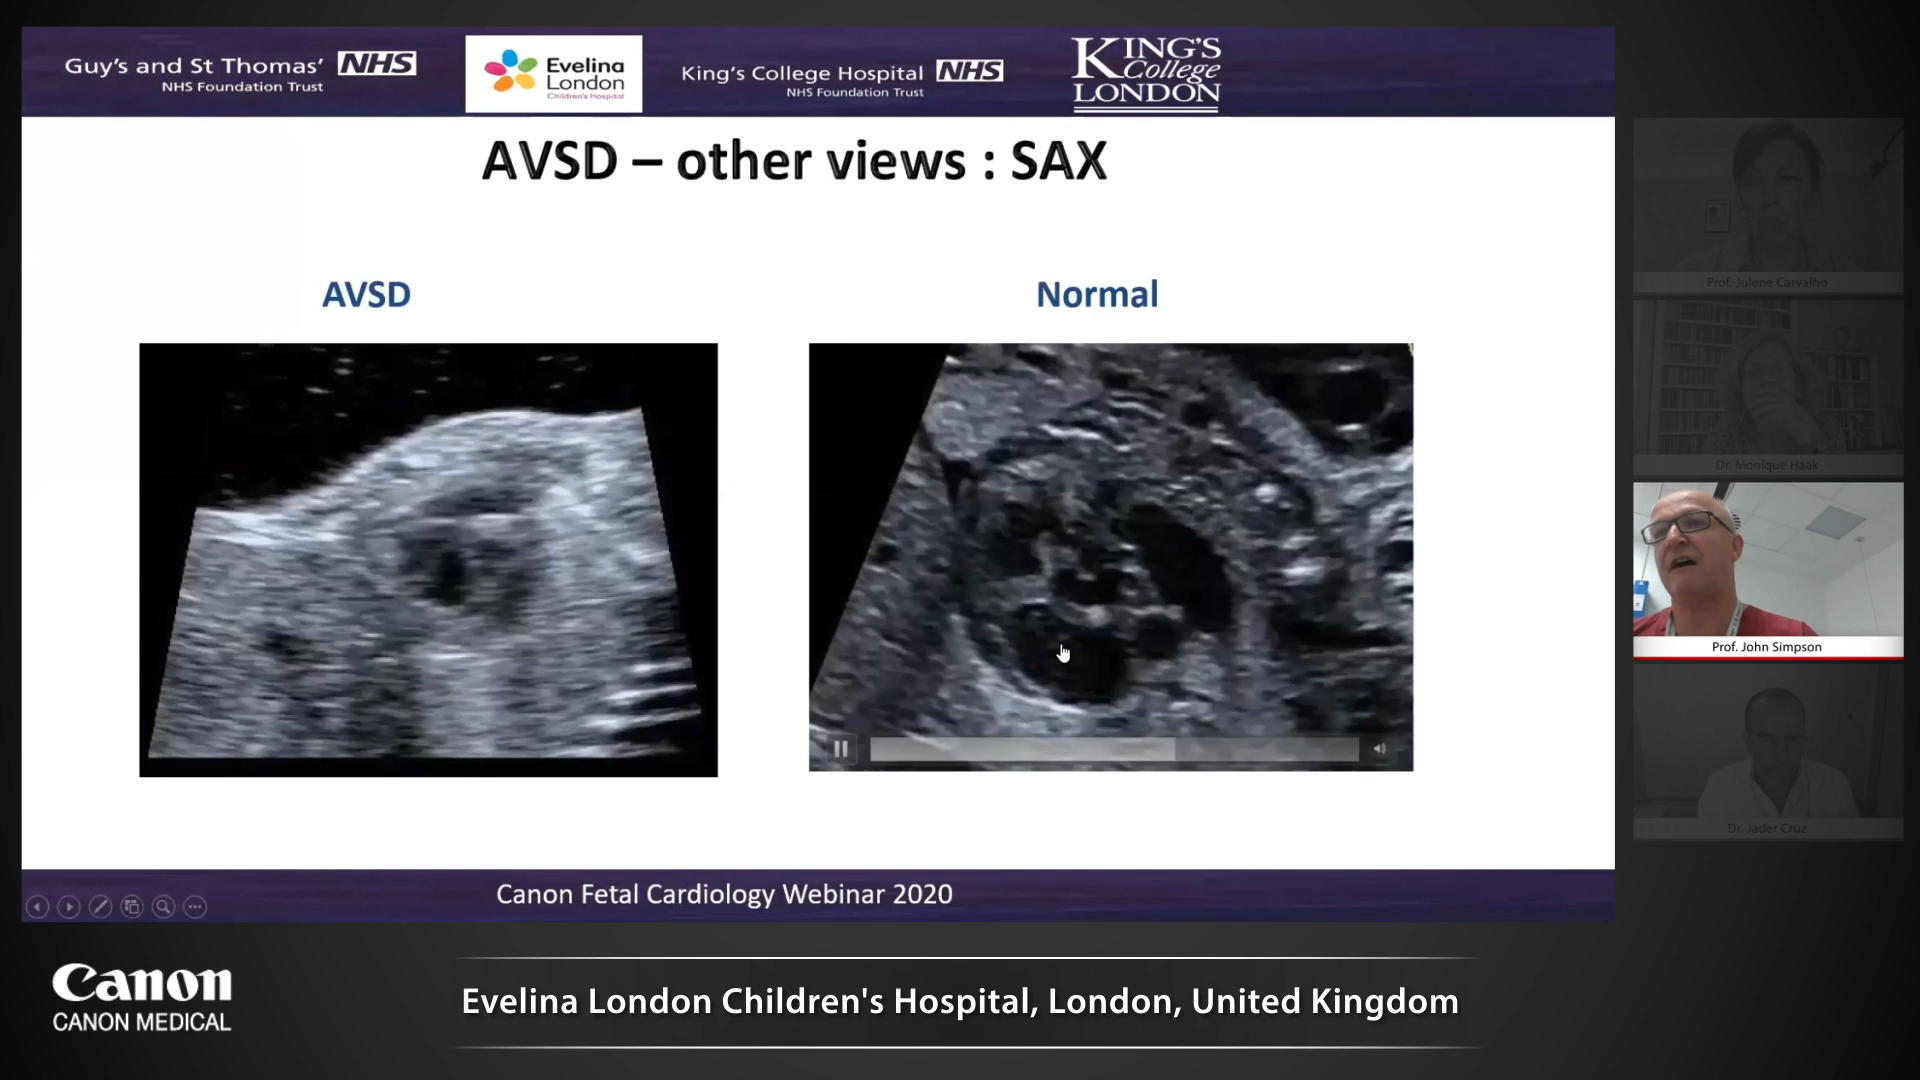 Guy's and St Thomas' NHS
NHS Foundation Trust
Evelina
London
Children's Hospital
King's College Hospital NHS
NHS Foundation Trust
KING'S
College
LONDON
AVSD – other views : SAX
AVSD
Normal
Prof. Julene Carvalho
Dr. Monique Haak
Prof. John Simpson
Dr. Jader Cruz
Canon Fetal Cardiology Webinar 2020
Canon
CANON MEDICAL
Evelina London Children's Hospital, London, United Kingdom